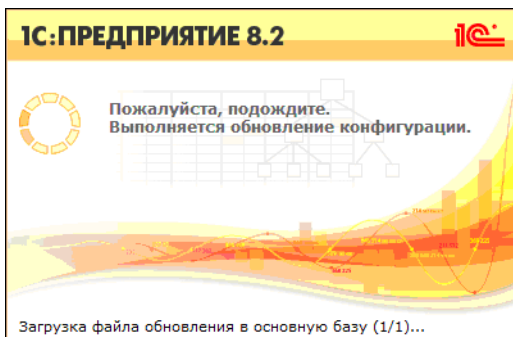 1С:ПРЕДПРИЯТИЕ 8.2
1С
Пожалуйста, подождите.
Выполняется обновление конфигурации.
Загрузка файла обновления в основную базу (1/1)...